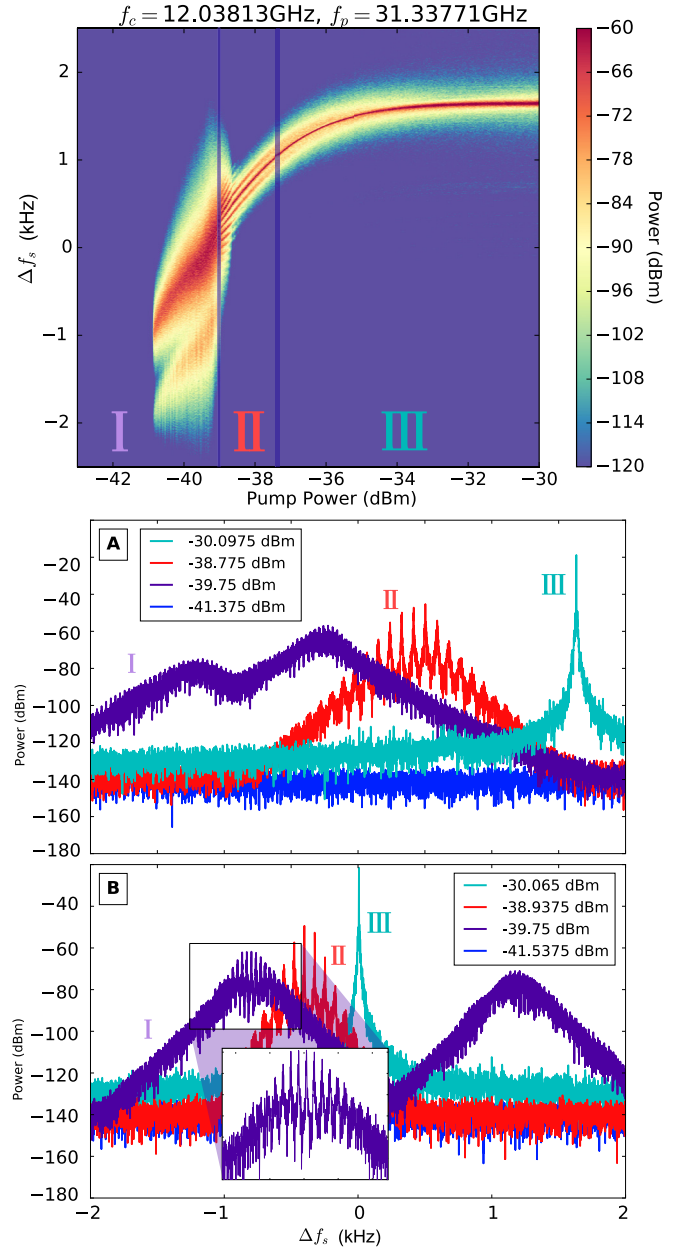 f_c = 12.03813GHz, f_p = 31.33771GHz
2
1
0
−1
−2
Δf_s (kHz)
I
II
III
−42
−40
−38
−36
−34
−32
−30
Pump Power (dBm)
−60
−66
−72
−78
−84
−90
−96
−102
−108
−114
−120
Power (dBm)
A
-30.0975 dBm
-38.775 dBm
-39.75 dBm
-41.375 dBm
I
II
III
−20
−40
−60
−80
−100
−120
−140
−160
−180
Power (dBm)
B
-30.065 dBm
-38.9375 dBm
-39.75 dBm
-41.5375 dBm
I
II
III
−40
−60
−80
−100
−120
−140
−160
−180
Power (dBm)
−2
−1
0
1
2
Δf_s (kHz)